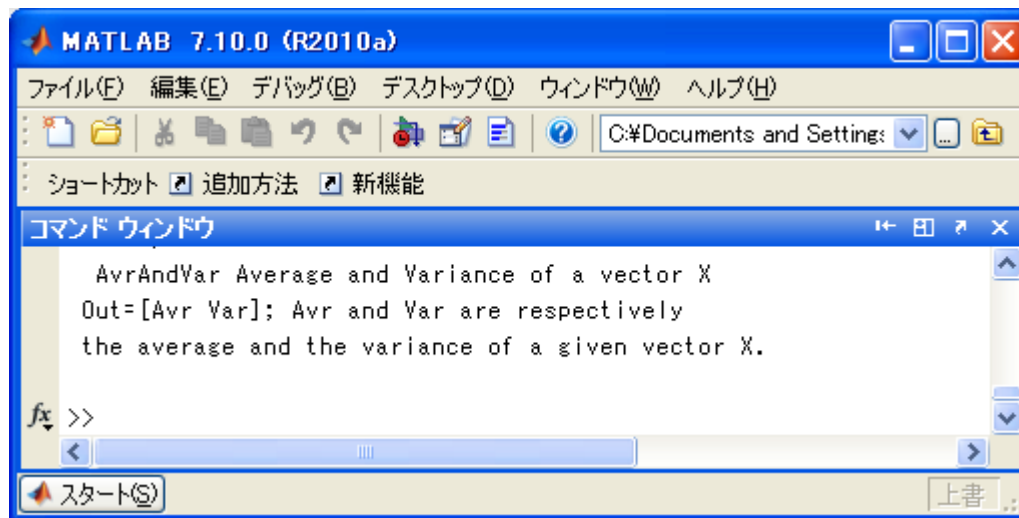 MATLAB 7.10.0 (R2010a)
ファイル(F) 編集(E) デバッグ(B) デスクトップ(D) ウィンドウ(W) ヘルプ(H)
C:¥Documents and Settings
ショートカット 追加方法 新機能
コマンド ウィンドウ
AvrAndVar Average and Variance of a vector X
Out=[Avr Var]; Avr and Var are respectively
the average and the variance of a given vector X.
fx >>
スタート(S) 上書